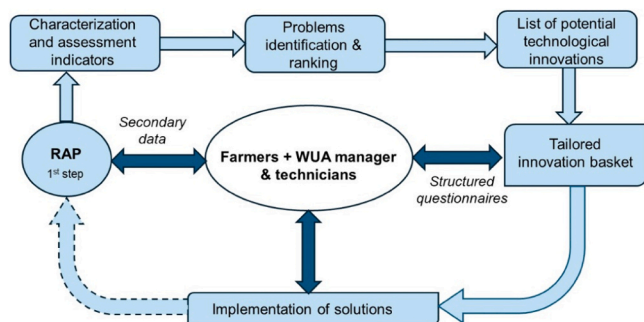 Characterization
and assessment
indicators
Problems
identification &
ranking
List of potential
technological
innovations
Secondary
data
RAP
1st step
Farmers + WUA manager
& technicians
Structured
questionnaires
Tailored
innovation basket
Implementation of solutions